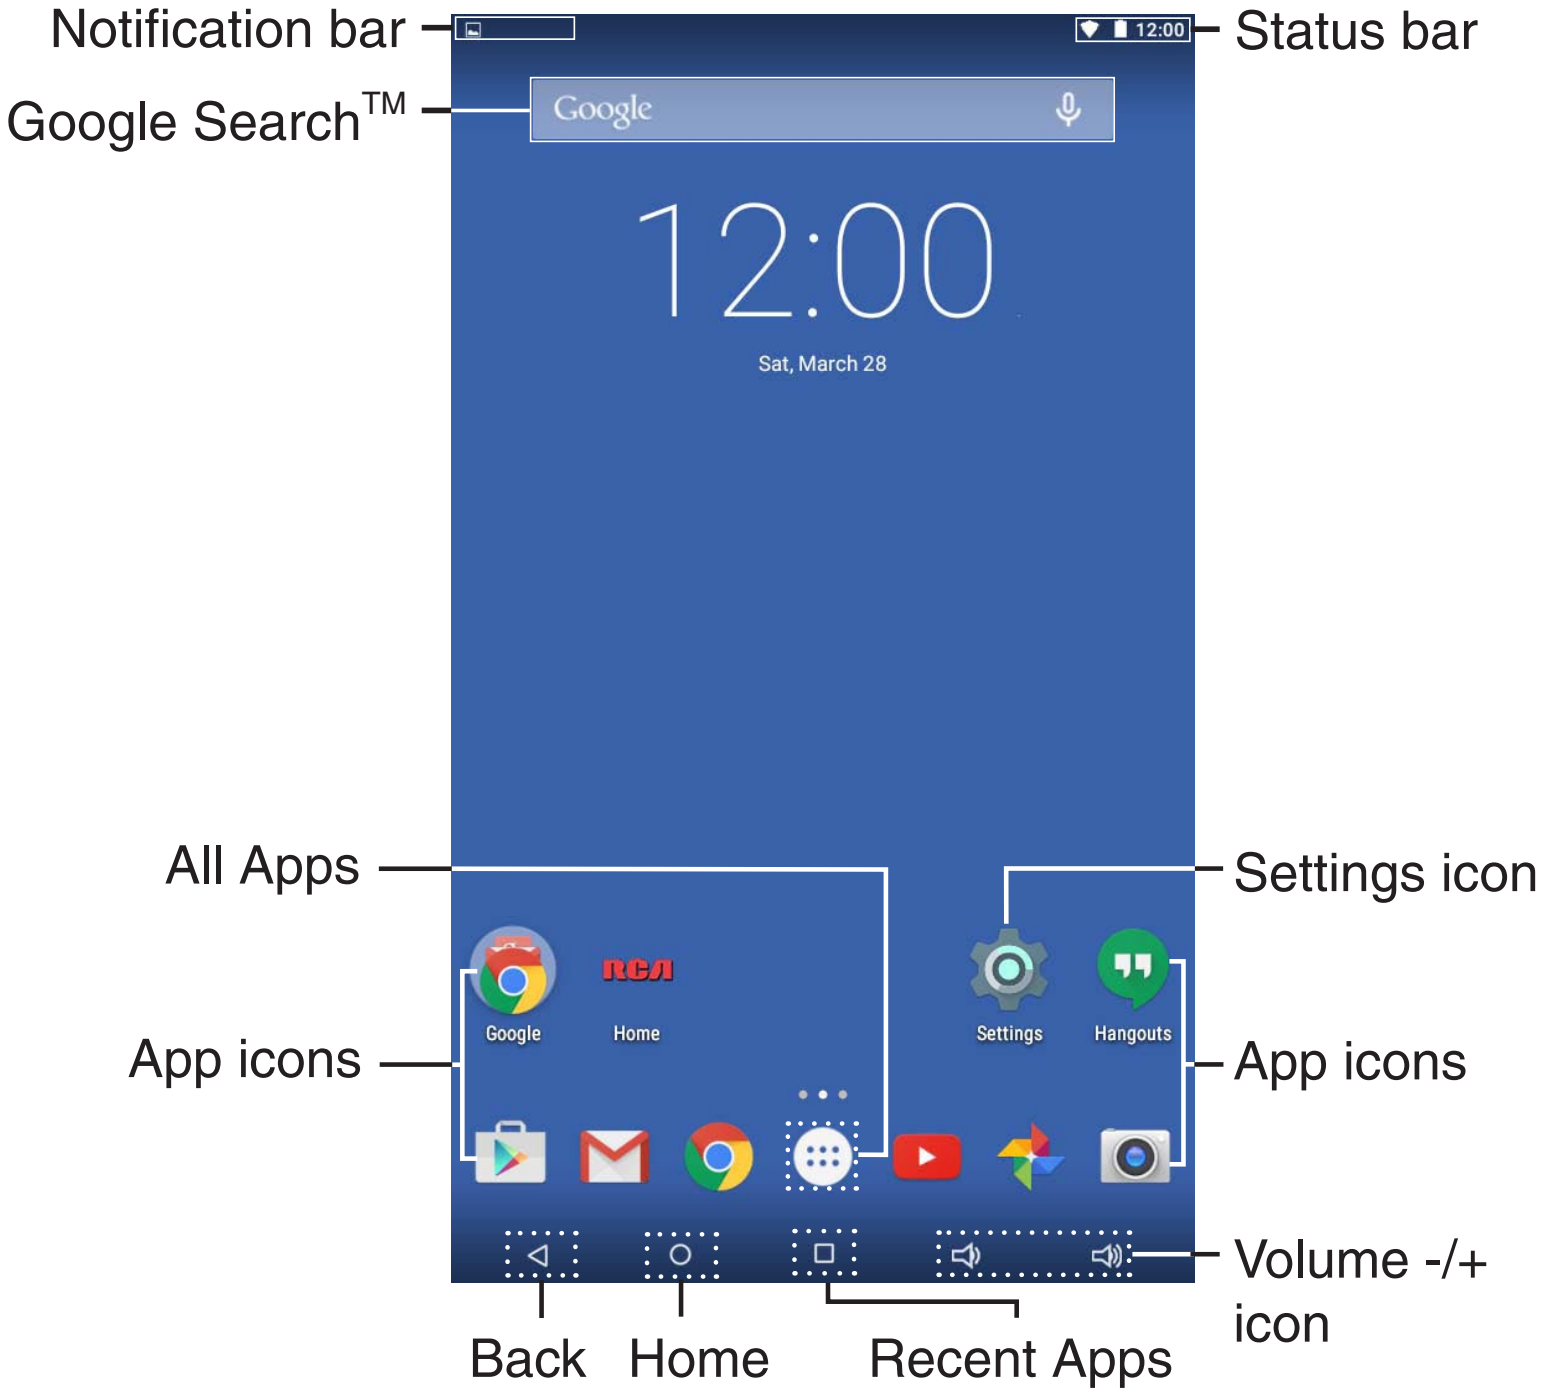 Notification bar
12:00
Status bar
Google Search™
Google
12:00
Sat, March 28
All Apps
Settings icon
RCA
Google
Home
Settings
Hangouts
App icons
App icons
Volume -/+
icon
Back
Home
Recent Apps